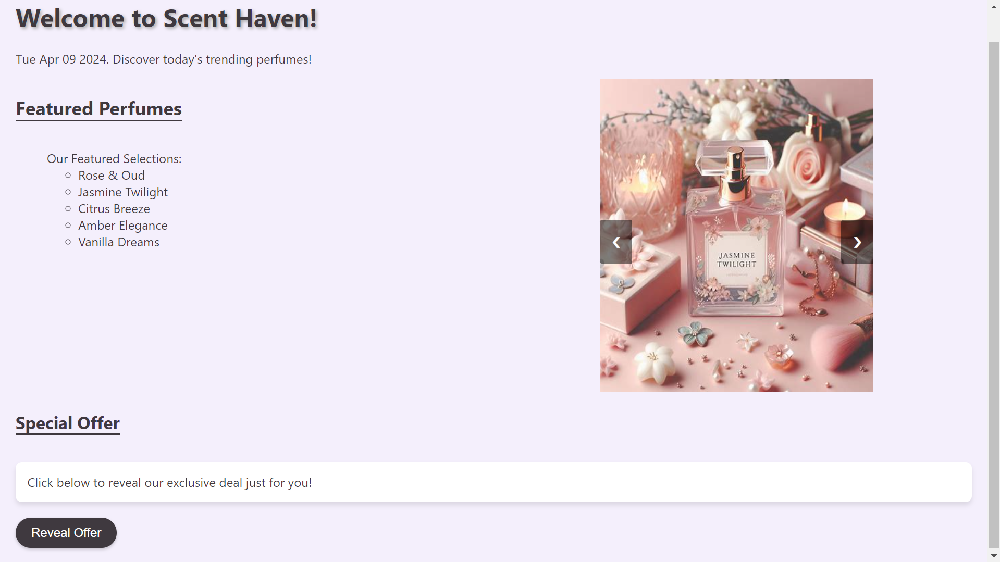 Welcome to Scent Haven!
Tue Apr 09 2024. Discover today's trending perfumes!
Featured Perfumes
Our Featured Selections:
Rose & Oud
Jasmine Twilight
Citrus Breeze
Amber Elegance
Vanilla Dreams
JASMINE
TWILIGHT
Special Offer
Click below to reveal our exclusive deal just for you!
Reveal Offer